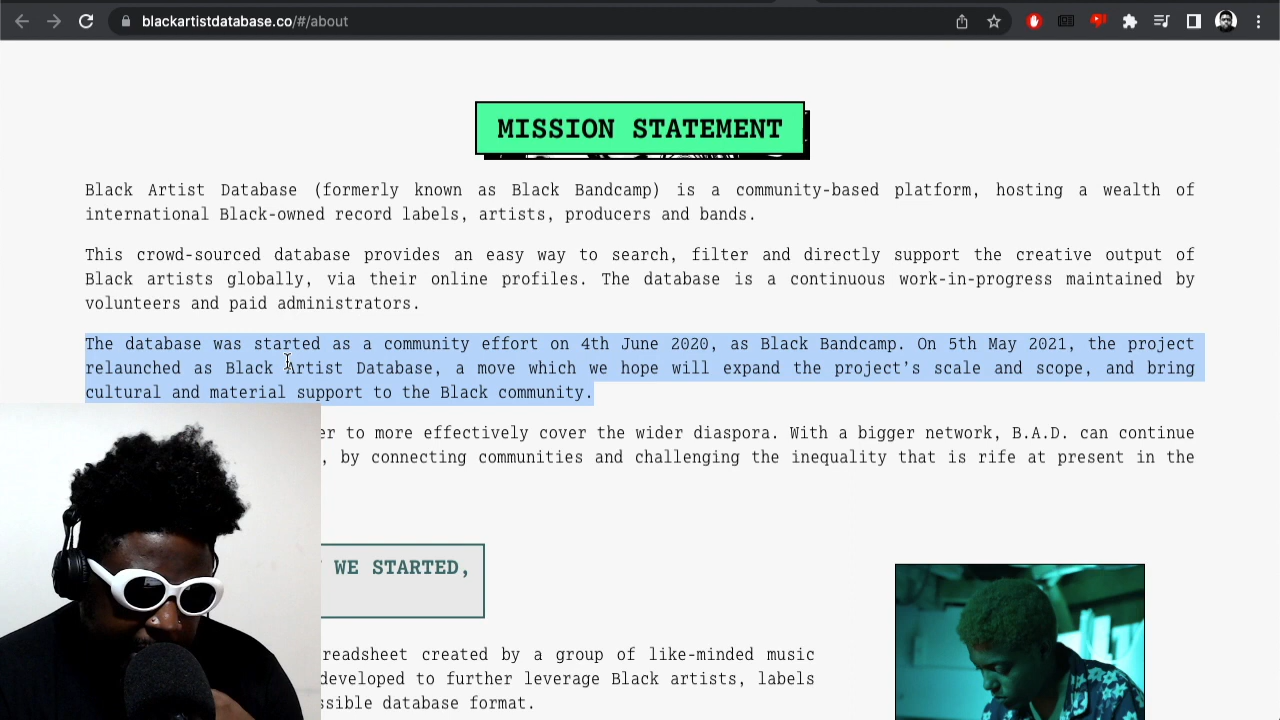 blackartistdatabase.co/#/about
MISSION STATEMENT
Black Artist Database (formerly known as Black Bandcamp) is a community-based platform, hosting a wealth of
international Black-owned record labels, artists, producers and bands.
This crowd-sourced database provides an easy way to search, filter and directly support the creative output of
Black artists globally, via their online profiles. The database is a continuous work-in-progress maintained by
volunteers and paid administrators.
The database was started as a community effort on 4th June 2020, as Black Bandcamp. On 5th May 2021, the project
relaunched as Black Artist Database, a move which we hope will expand the project's scale and scope, and bring
cultural and material support to the Black community.
to more effectively cover the wider diaspora. With a bigger network, B.A.D. can continue
, by connecting communities and challenging the inequality that is rife at present in the
WE STARTED,
created by a group of like-minded music
developed to further leverage Black artists, labels
database format.